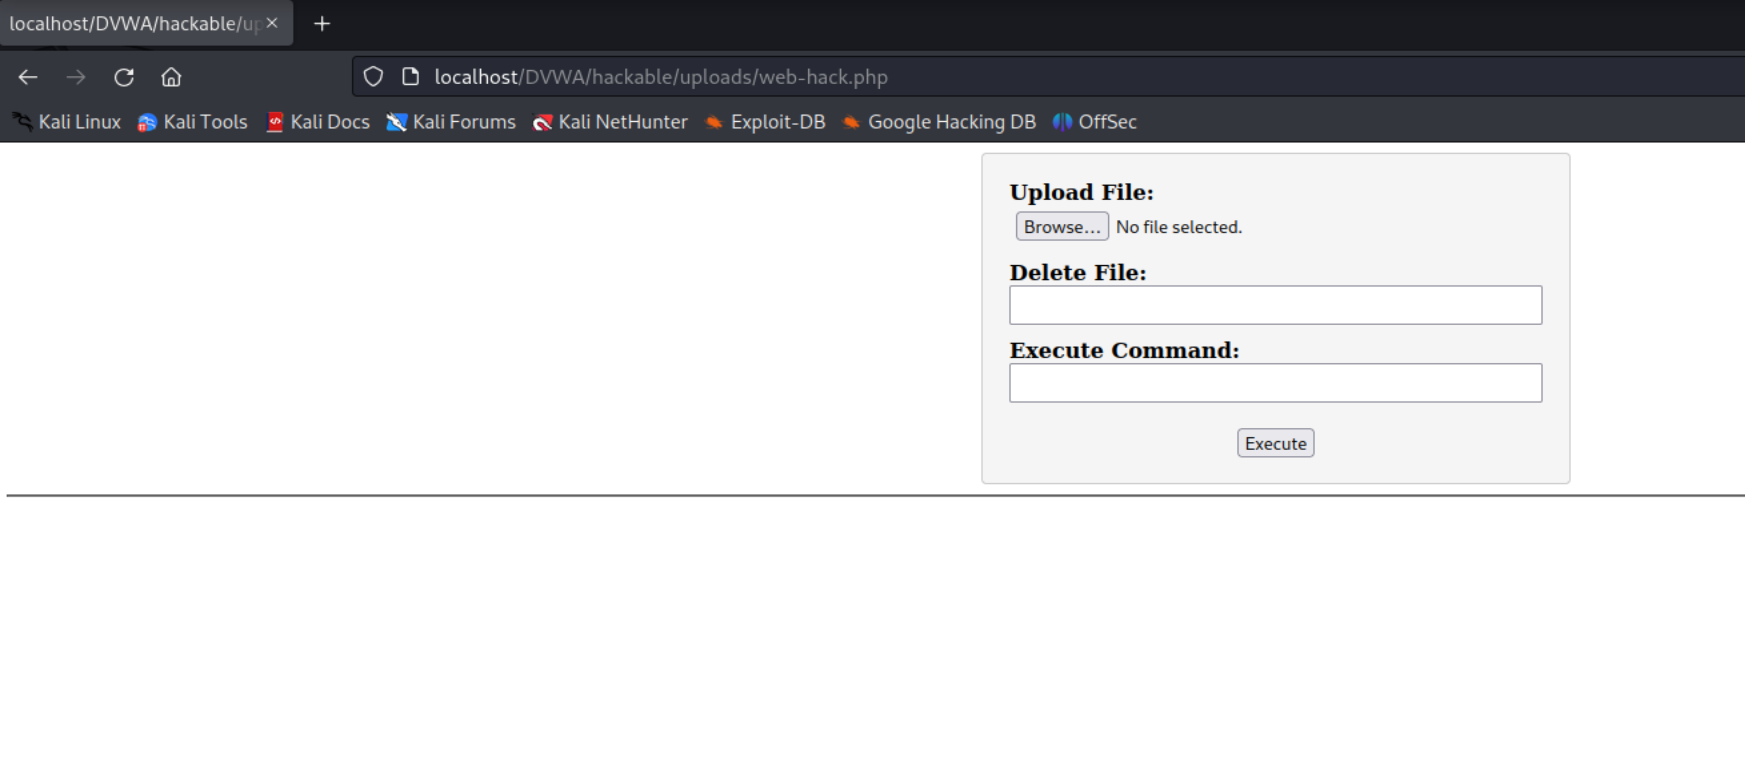 localhost/DVWA/hackable/up
localhost/DVWA/hackable/uploads/web-hack.php
Kali Linux Kali Tools Kali Docs Kali Forums Kali NetHunter Exploit-DB Google Hacking DB OffSec
Upload File:
Browse... No file selected.
Delete File:
Execute Command:
Execute